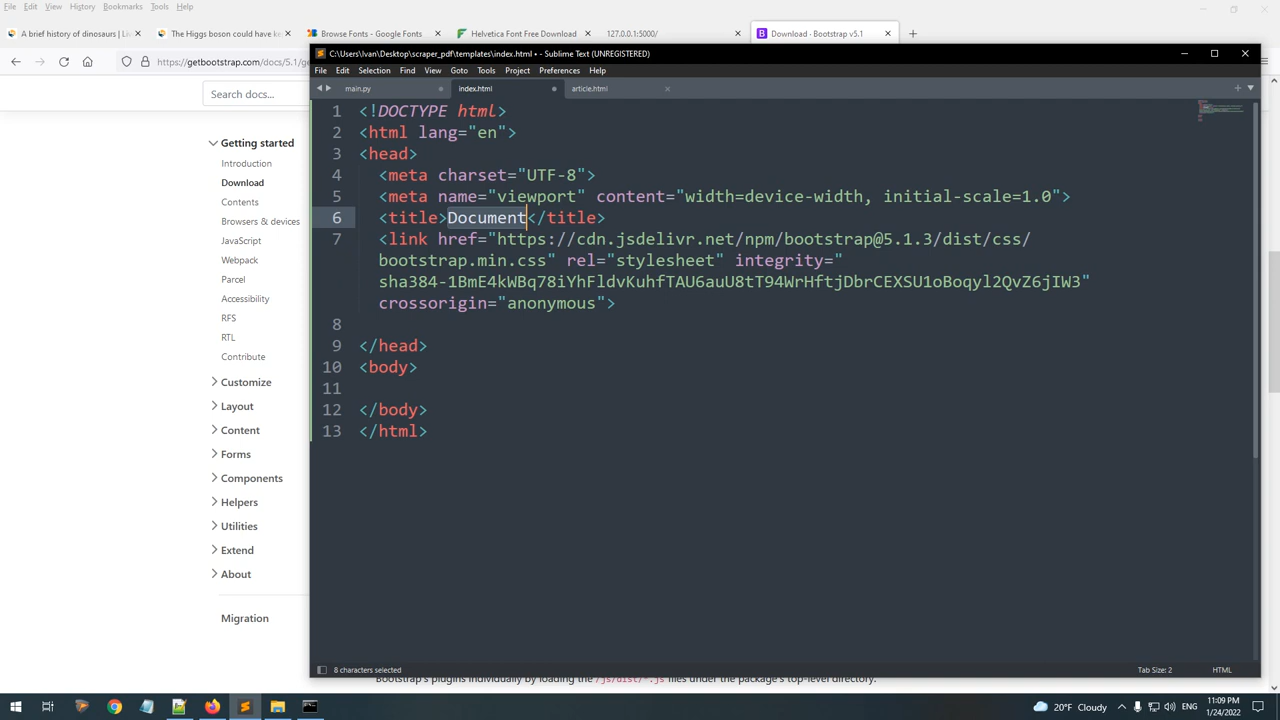 File Edit View History Bookmarks Tools Help
A brief history of dinosaurs | Liv
The Higgs boson could have ke
Browse Fonts - Google Fonts
Helvetica Font Free Download
127.0.0.1:5000/
Download · Bootstrap v5.1
https://getbootstrap.com/docs/5.1/ge
C:\Users\Ivan\Desktop\scraper_pdf\templates\index.html • - Sublime Text (UNREGISTERED)
File Edit Selection Find View Goto Tools Project Preferences Help
main.py
index.html
article.html
Search docs...
Getting started
Introduction
Download
Contents
Browsers & devices
JavaScript
Webpack
Parcel
Accessibility
RFS
RTL
Contribute
Customize
Layout
Content
Forms
Components
Helpers
Utilities
Extend
About
Migration
1 <!DOCTYPE html>
2 <html lang="en">
3 <head>
4 <meta charset="UTF-8">
5 <meta name="viewport" content="width=device-width, initial-scale=1.0">
6 <title>Document</title>
7 <link href="https://cdn.jsdelivr.net/npm/bootstrap@5.1.3/dist/css/
bootstrap.min.css" rel="stylesheet" integrity="
sha384-1BmE4kWBq78iYhFldvKuhfTAU6auU8tT94WrHftjDbrCEXSU1oBoqyl2QvZ6jIW3"
crossorigin="anonymous">
8
9 </head>
10 <body>
11
12 </body>
13 </html>
8 characters selected
Tab Size: 2
HTML
Bootstrap's plugins individually by loading the /js/dist/*.js files under the package's top-level directory.
20°F Cloudy
ENG
11:09 PM
1/24/2022